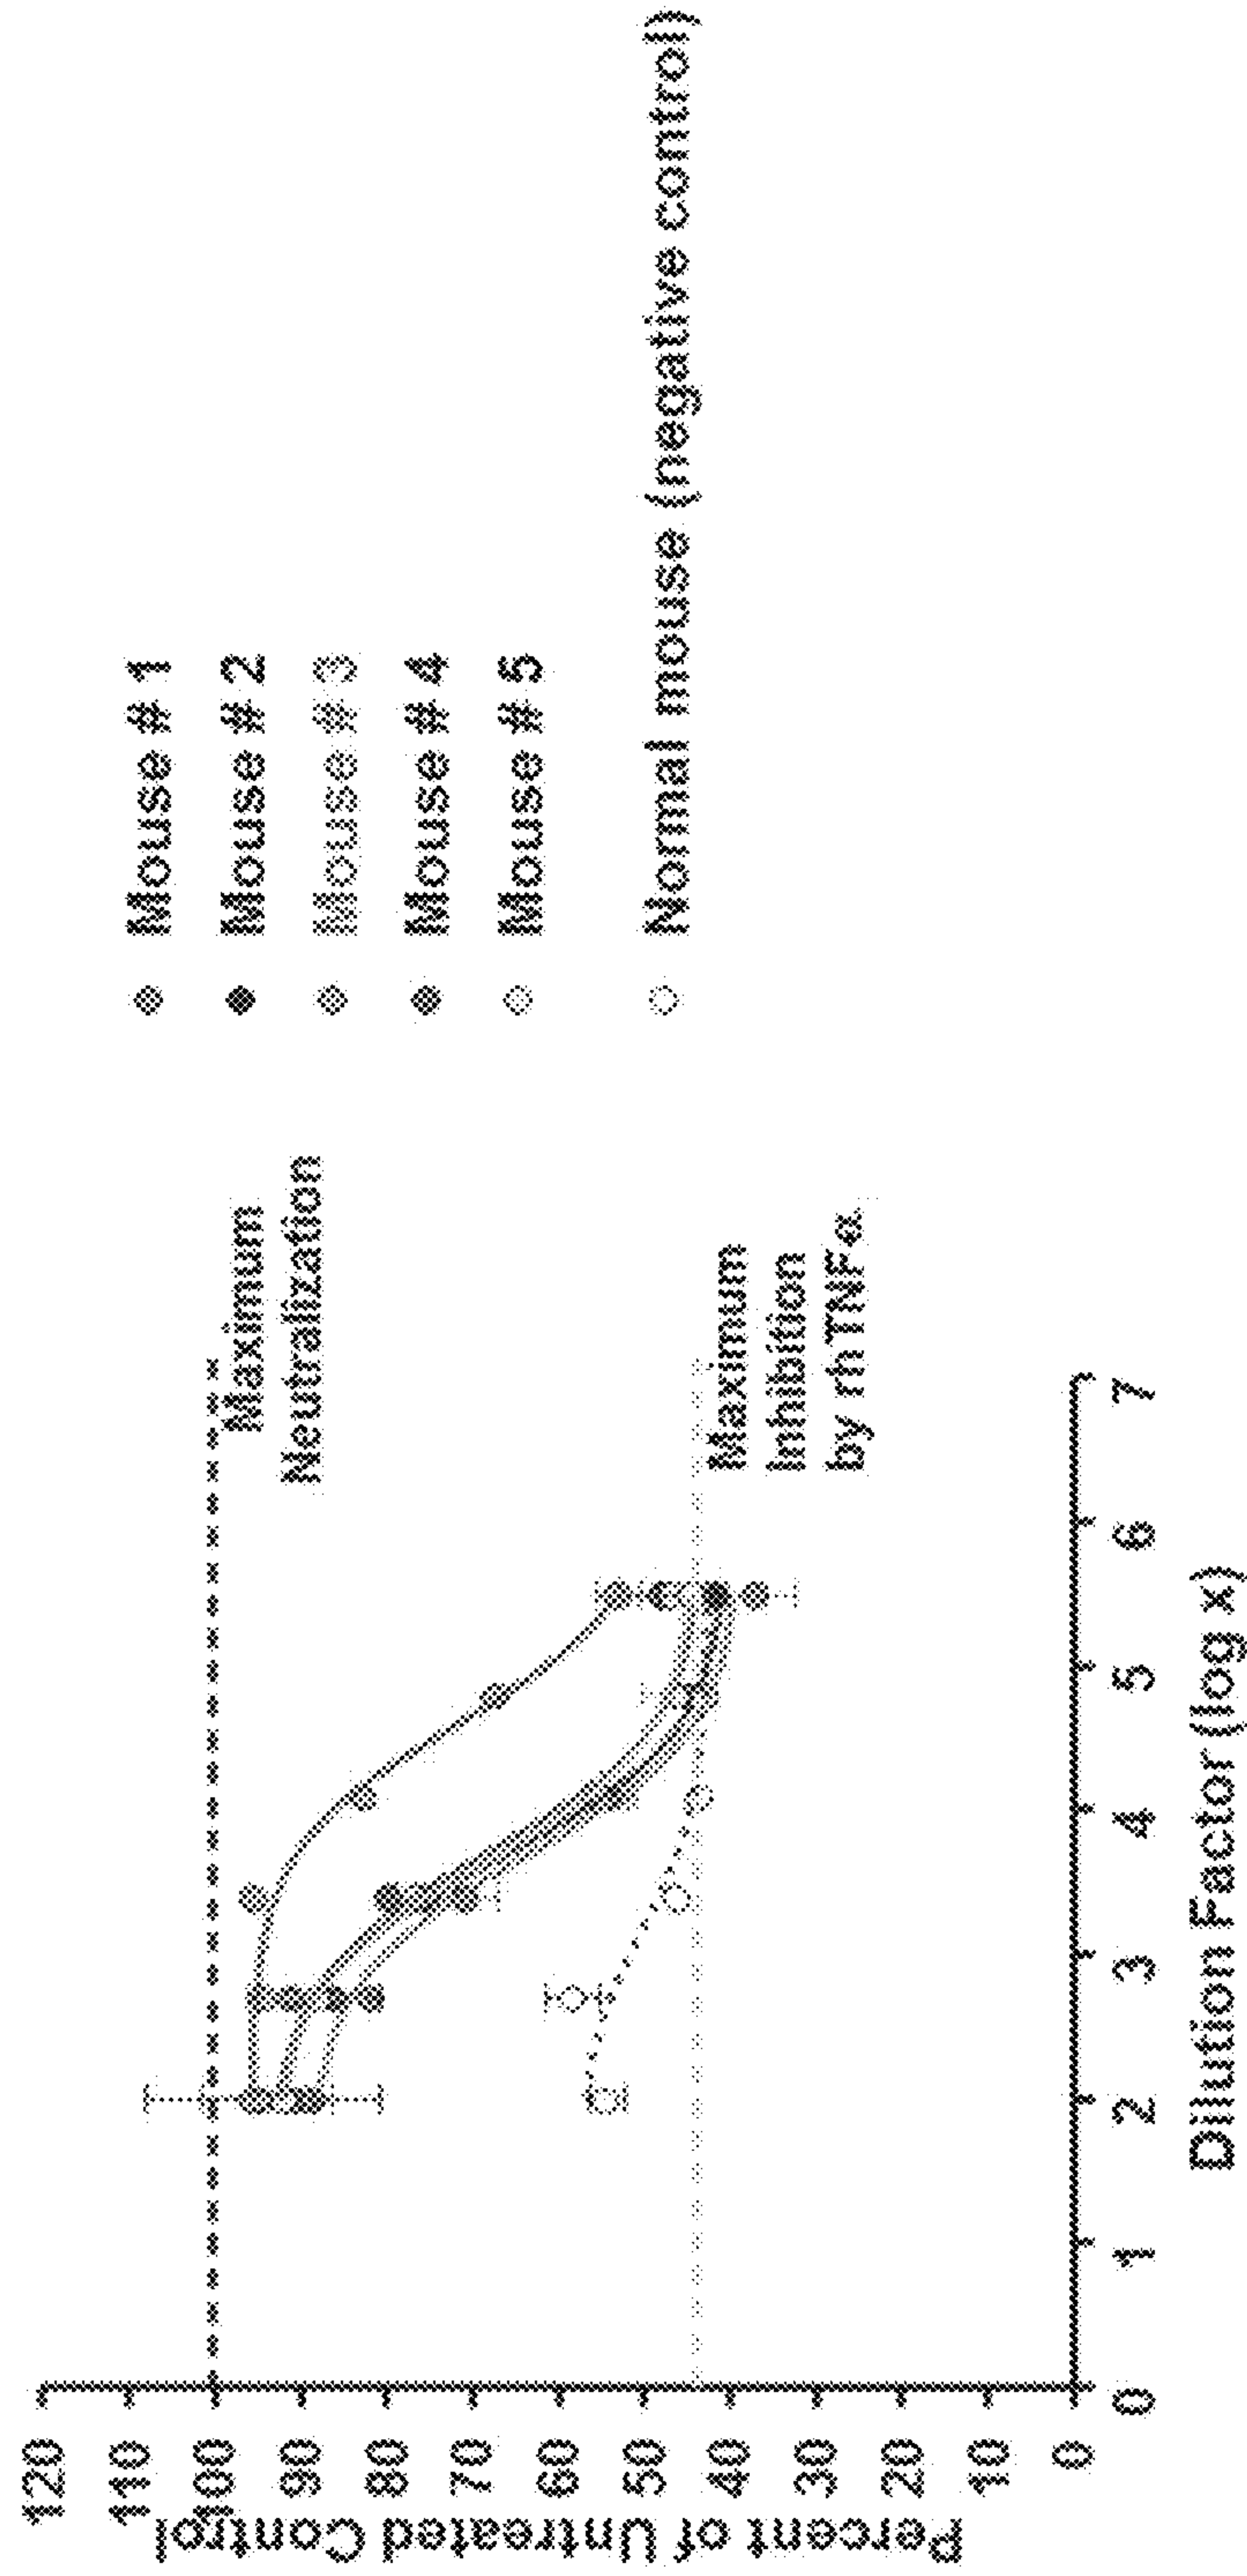 Percent of Untreated Control
120
110
100
90
80
70
60
50
40
30
20
10
0
0
1
2
3
4
5
6
7
Dilution Factor (log x)
Maximum
Neutralization
Maximum
Inhibition
by rhTNFα
Mouse # 1
Mouse # 2
Mouse # 3
Mouse # 4
Mouse # 5
Normal mouse (negative control)